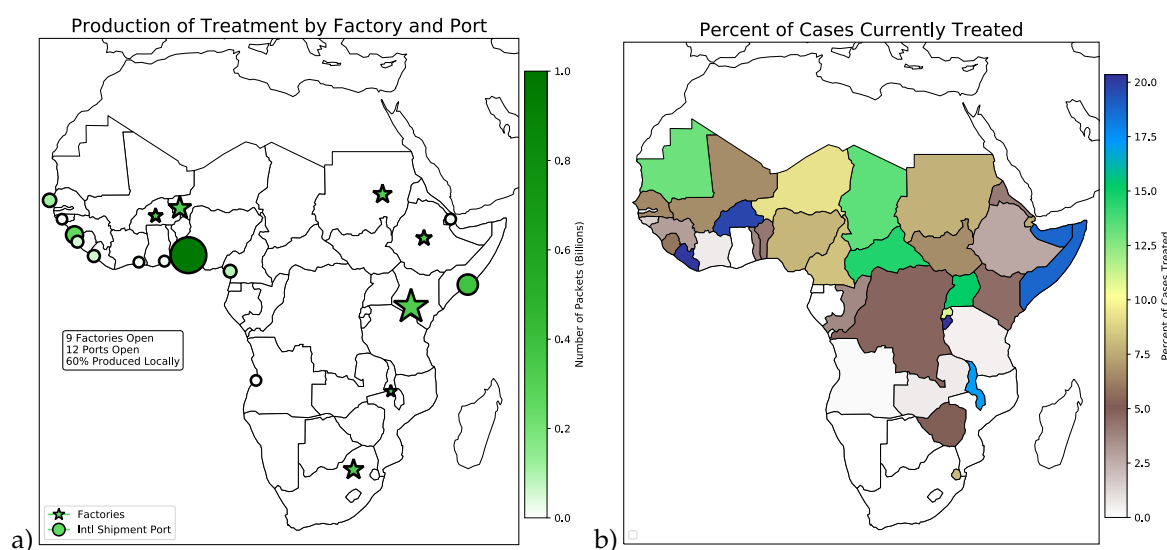 Production of Treatment by Factory and Port
1.0
0.8
0.6
0.4
0.2
0.0
Number of Packets (Billions)
9 Factories Open
12 Ports Open
60% Produced Locally
Factories
Intl Shipment Port
a)
Percent of Cases Currently Treated
20.0
17.5
15.0
12.5
10.0
7.5
5.0
2.5
0.0
Percent of Cases Treated
b)